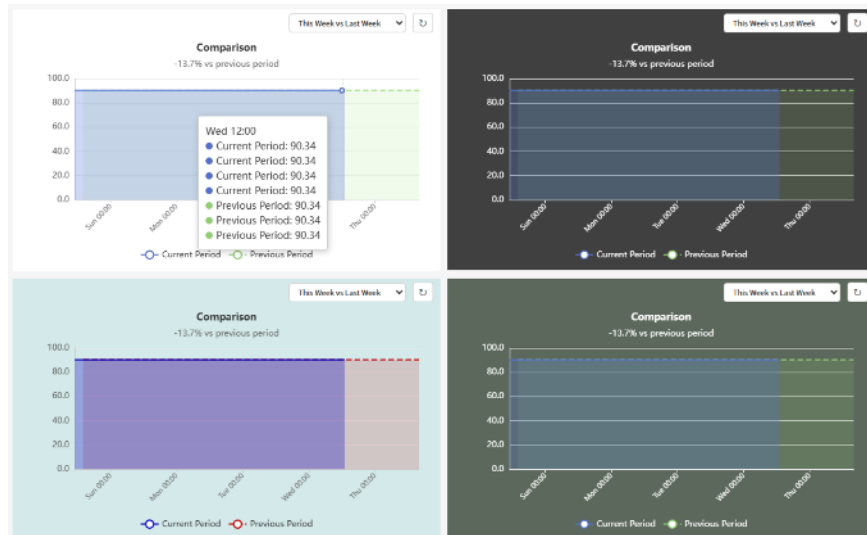 This Week vs Last Week ↻
Comparison
-13.7% vs previous period
100.0
80.0
60.0
40.0
20.0
0.0
Wed 12:00
Current Period: 90.34
Current Period: 90.34
Current Period: 90.34
Current Period: 90.34
Previous Period: 90.34
Previous Period: 90.34
Previous Period: 90.34
Sun 00:00
Mon 00:00
Thu 00:00
Current Period Previous Period
This Week vs Last Week ↻
Comparison
-13.7% vs previous period
100.0
80.0
60.0
40.0
20.0
0.0
Sun 00:00
Mon 00:00
Tue 00:00
Wed 00:00
Thu 00:00
Current Period Previous Period
This Week vs Last Week ↻
Comparison
-13.7% vs previous period
100.0
80.0
60.0
40.0
20.0
0.0
Sun 00:00
Mon 00:00
Tue 00:00
Wed 00:00
Thu 00:00
Current Period Previous Period
This Week vs Last Week ↻
Comparison
-13.7% vs previous period
100.0
80.0
60.0
40.0
20.0
0.0
Sun 00:00
Mon 00:00
Tue 00:00
Wed 00:00
Thu 00:00
Current Period Previous Period